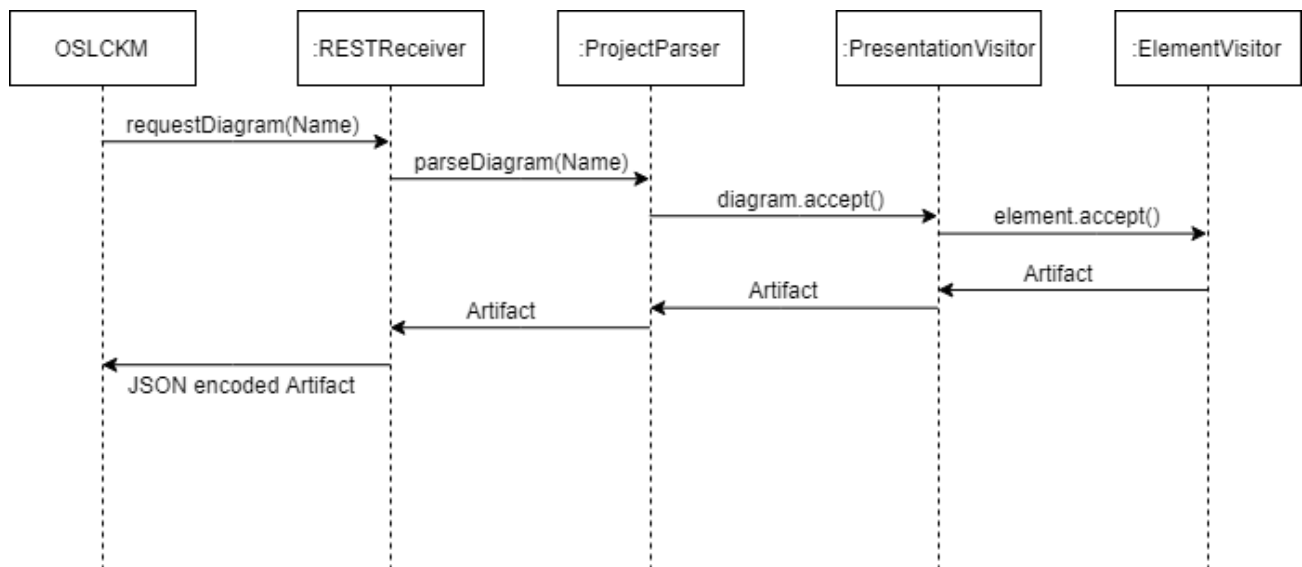 OSLCKM
:RESTReceiver
:ProjectParser
:PresentationVisitor
:ElementVisitor
requestDiagram(Name)
parseDiagram(Name)
diagram.accept()
element.accept()
Artifact
Artifact
Artifact
JSON encoded Artifact